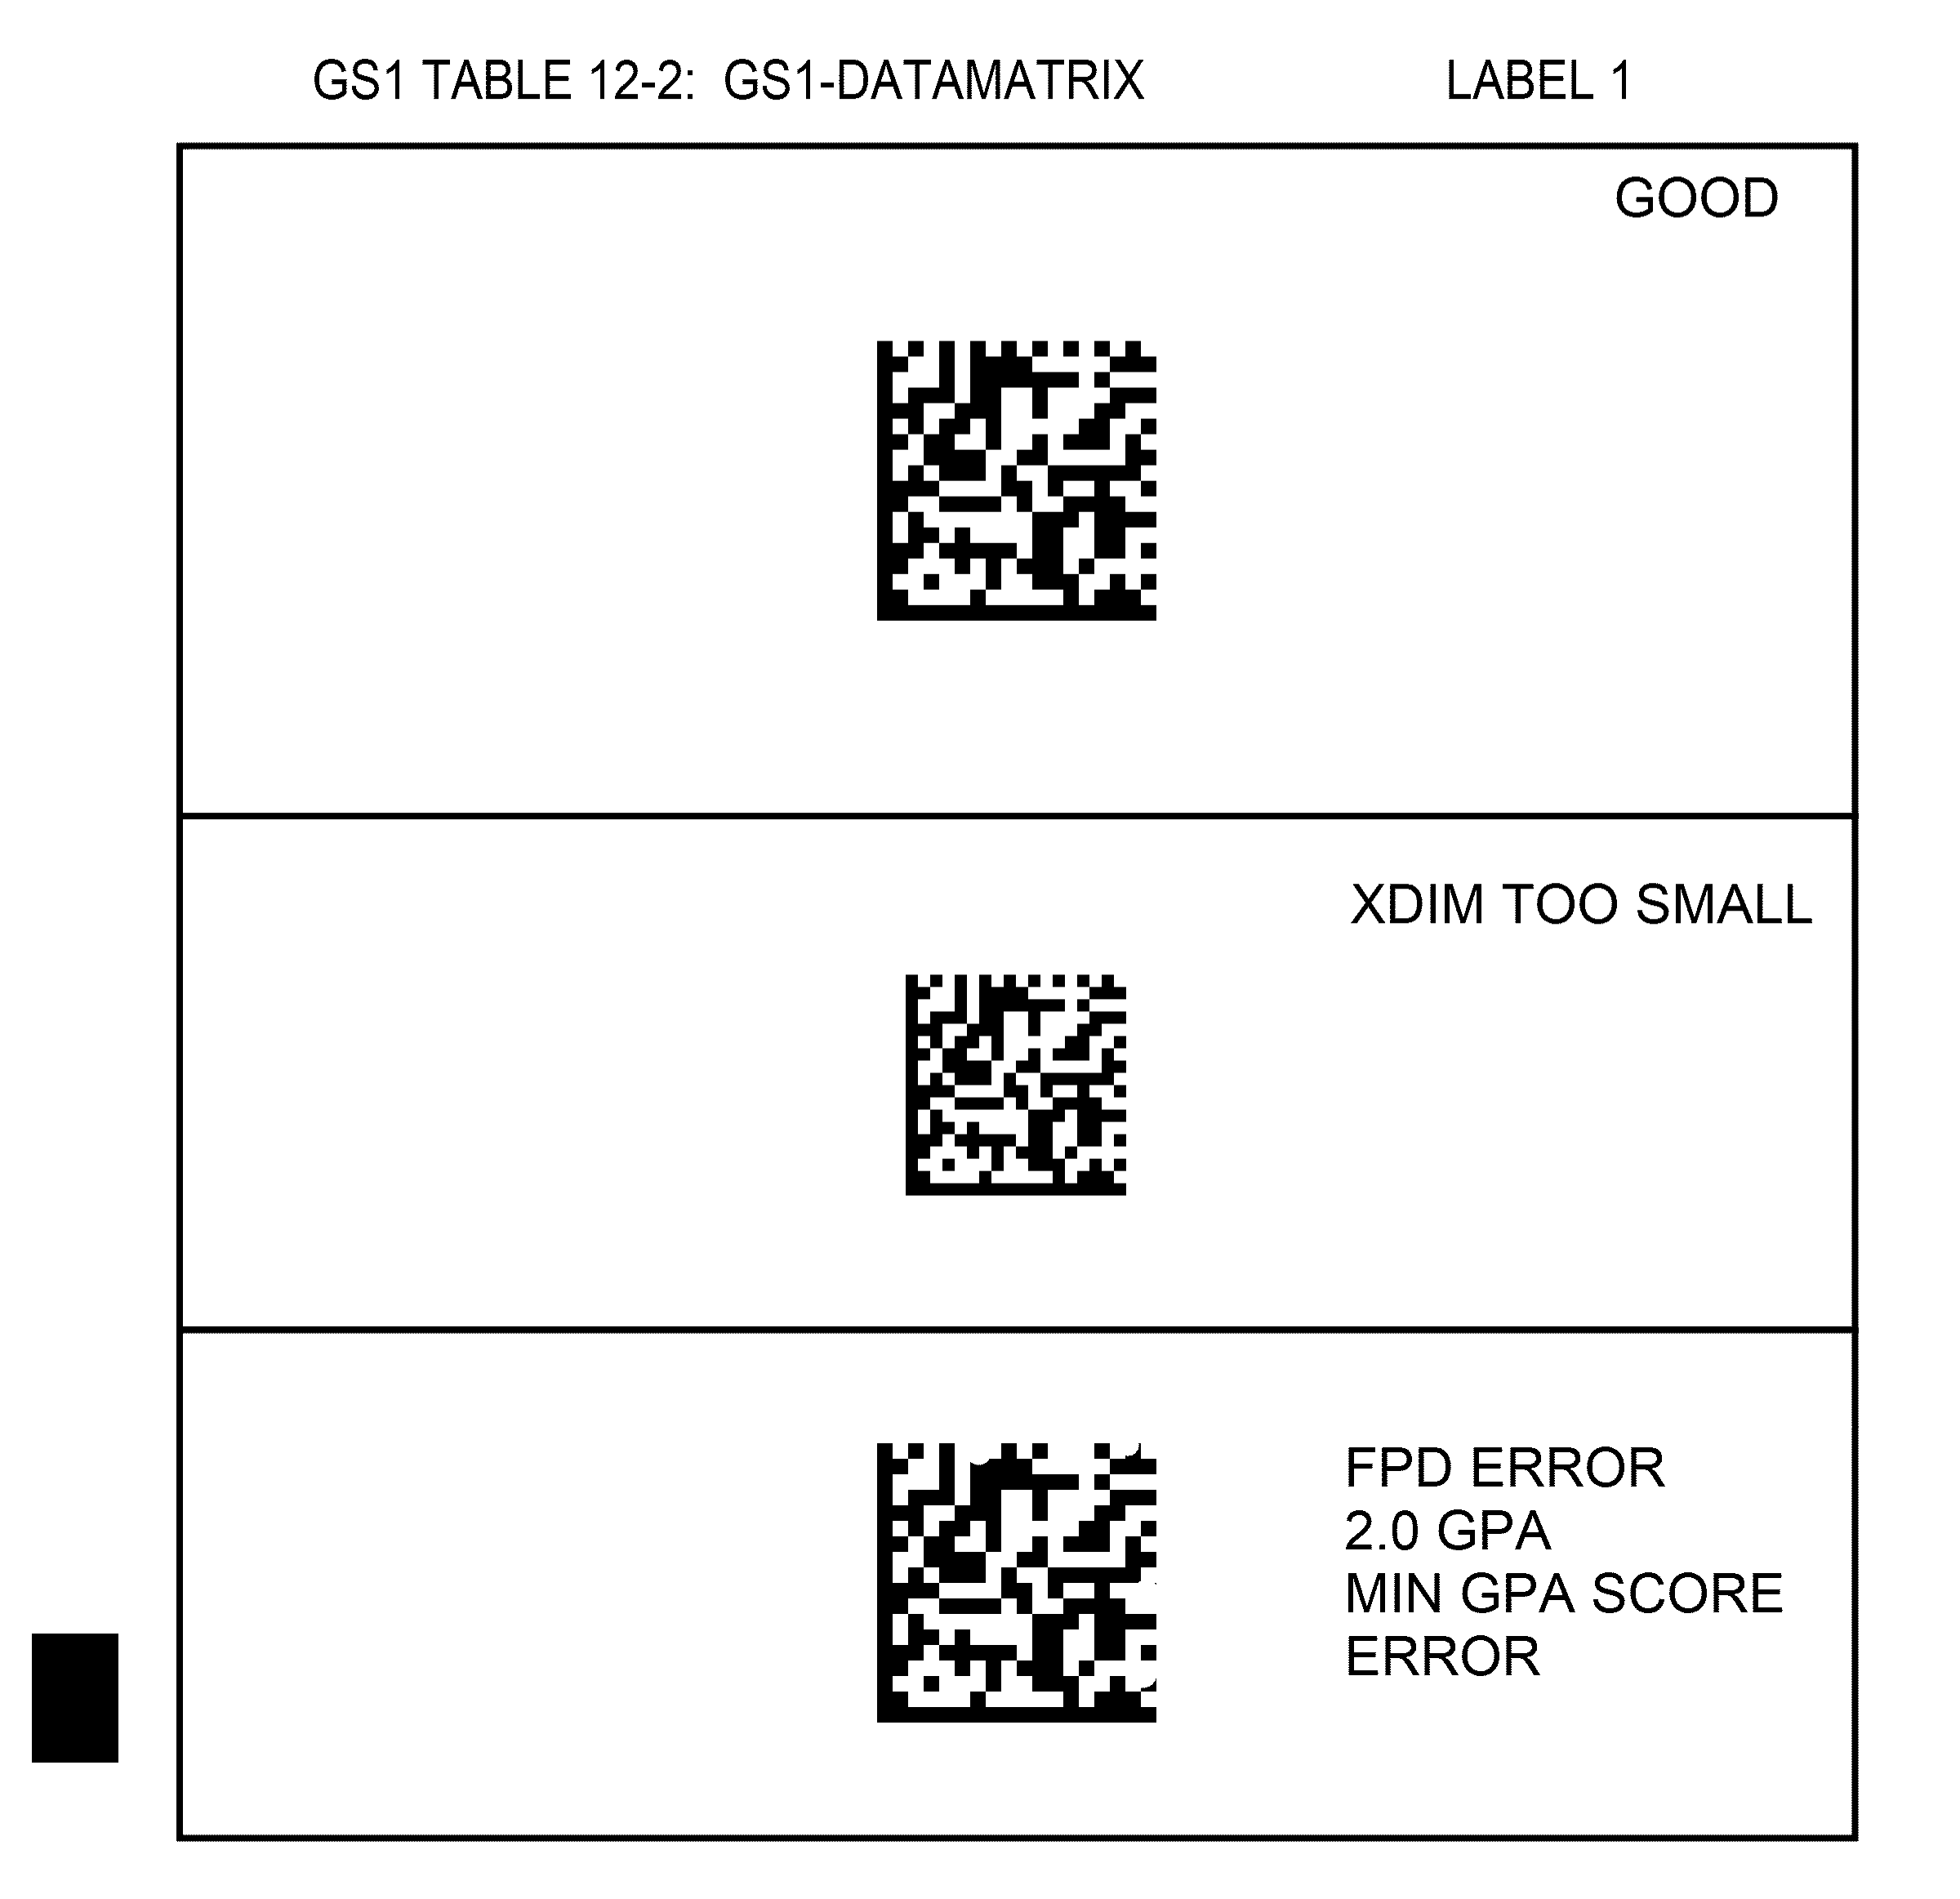 GS1 TABLE 12-2:  GS1-DATAMATRIX LABEL 1
GOOD
XDIM TOO SMALL
FPD ERROR
2.0 GPA
MIN GPA SCORE
ERROR